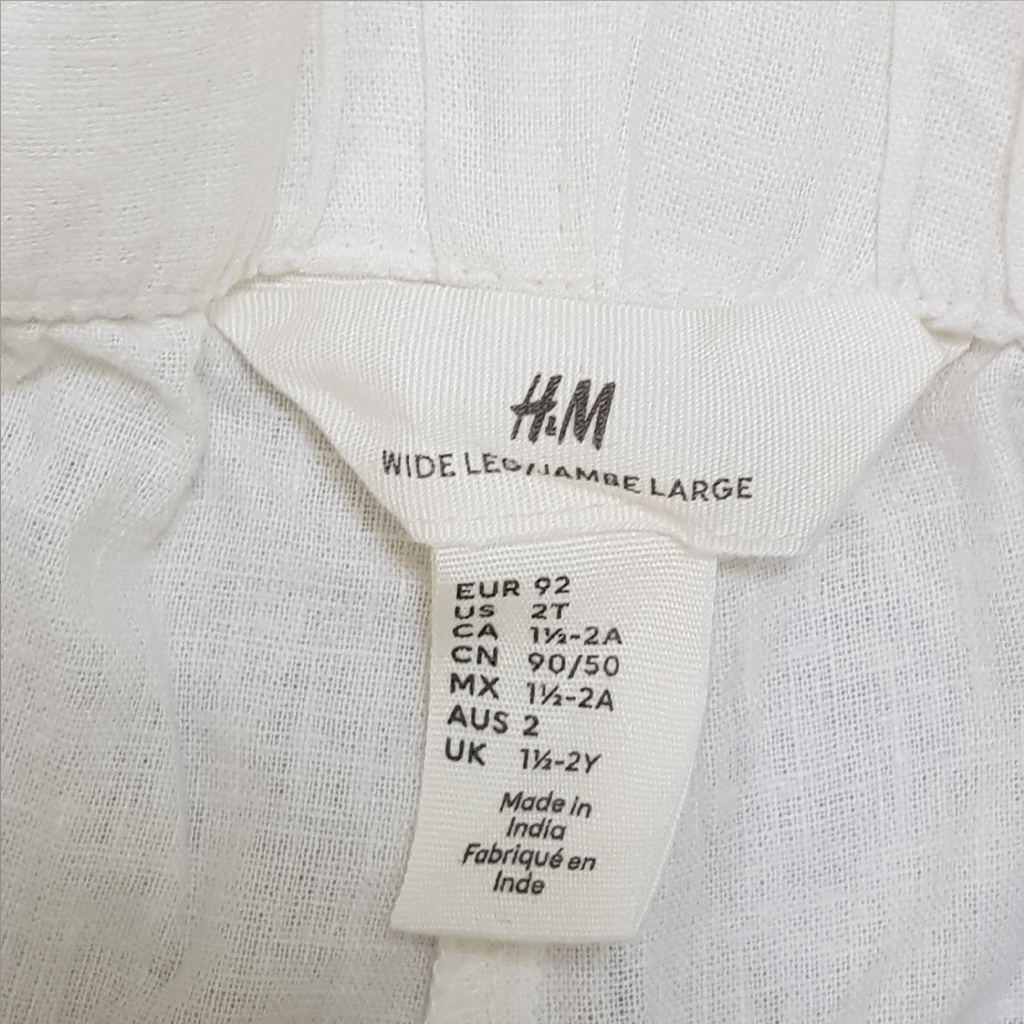 H&M
WIDE LEG/JAMBE LARGE
EUR 92
US 2T
CA 1½-2A
CN 90/50
MX 1½-2A
AUS 2
UK 1½-2Y
Made in
India
Fabriqué en
Inde